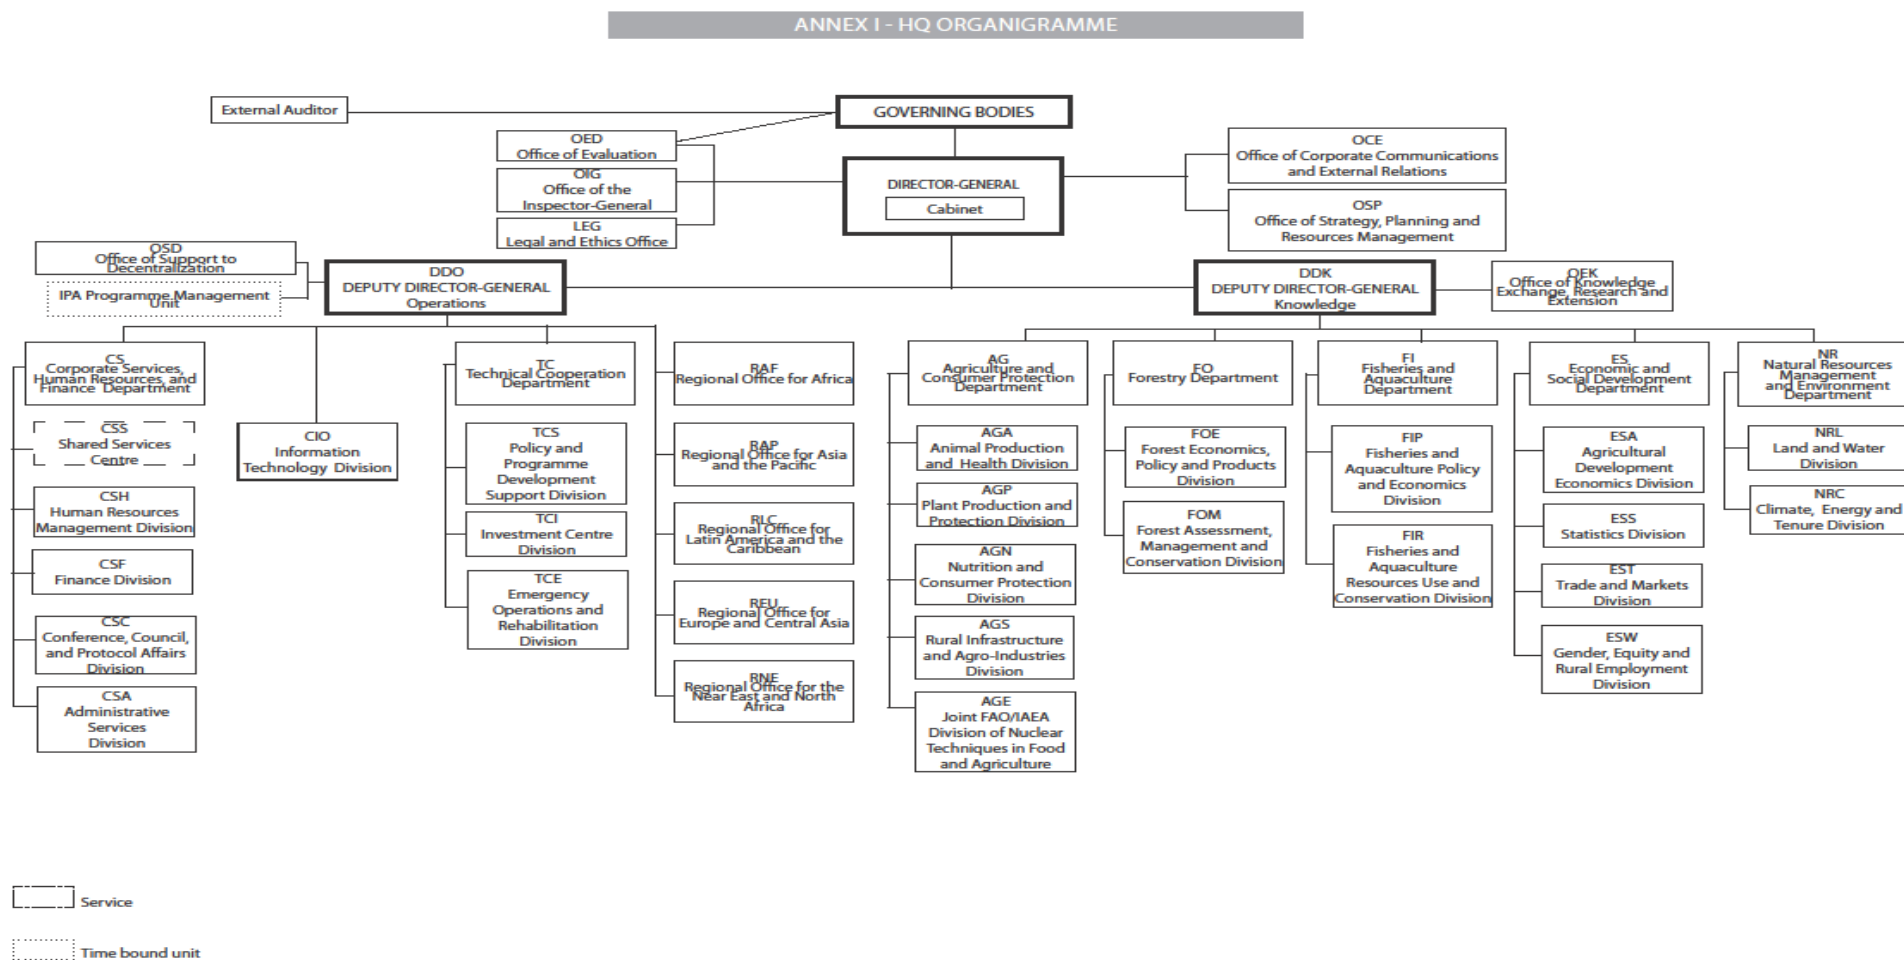 ANNEX I - HQ ORGANIGRAMME
External Auditor
GOVERNING BODIES
OED
Office of Evaluation
OIG
Office of the
Inspector-General
LEG
Legal and Ethics Office
DIRECTOR-GENERAL
Cabinet
OCE
Office of Corporate Communications
and External Relations
OSP
Office of Strategy, Planning and
Resources Management
OSD
Office of Support to
Decentralization
IPA Programme Management
Unit
DDO
DEPUTY DIRECTOR-GENERAL
Operations
DDK
DEPUTY DIRECTOR-GENERAL
Knowledge
OEK
Office of Knowledge
Exchange, Research and
Extension
CS
Corporate Services,
Human Resources, and
Finance Department
CSS
Shared Services
Centre
CSH
Human Resources
Management Division
CSF
Finance Division
CSC
Conference, Council,
and Protocol Affairs
Division
CSA
Administrative
Services
Division
CIO
Information
Technology Division
TC
Technical Cooperation
Department
TCS
Policy and
Programme
Development
Support Division
TCI
Investment Centre
Division
TCE
Emergency
Operations and
Rehabilitation
Division
RAF
Regional Office for Africa
RAP
Regional Office for Asia
and the Pacific
RLC
Regional Office for
Latin America and the
Caribbean
REU
Regional Office for
Europe and Central Asia
RNE
Regional Office for the
Near East and North
Africa
AG
Agriculture and
Consumer Protection
Department
AGA
Animal Production
and Health Division
AGP
Plant Production and
Protection Division
AGN
Nutrition and
Consumer Protection
Division
AGS
Rural Infrastructure
and Agro-Industries
Division
AGE
Joint FAO/IAEA
Division of Nuclear
Techniques in Food
and Agriculture
FO
Forestry Department
FOE
Forest Economics,
Policy and Products
Division
FOM
Forest Assessment,
Management and
Conservation Division
FI
Fisheries and
Aquaculture
Department
FIP
Fisheries and
Aquaculture Policy
and Economics
Division
FIR
Fisheries and
Aquaculture
Resources Use and
Conservation Division
ES
Economic and
Social Development
Department
ESA
Agricultural
Development
Economics Division
ESS
Statistics Division
EST
Trade and Markets
Division
ESW
Gender, Equity and
Rural Employment
Division
NR
Natural Resources
Management
and Environment
Department
NRL
Land and Water
Division
NRC
Climate, Energy and
Tenure Division
Service
Time bound unit